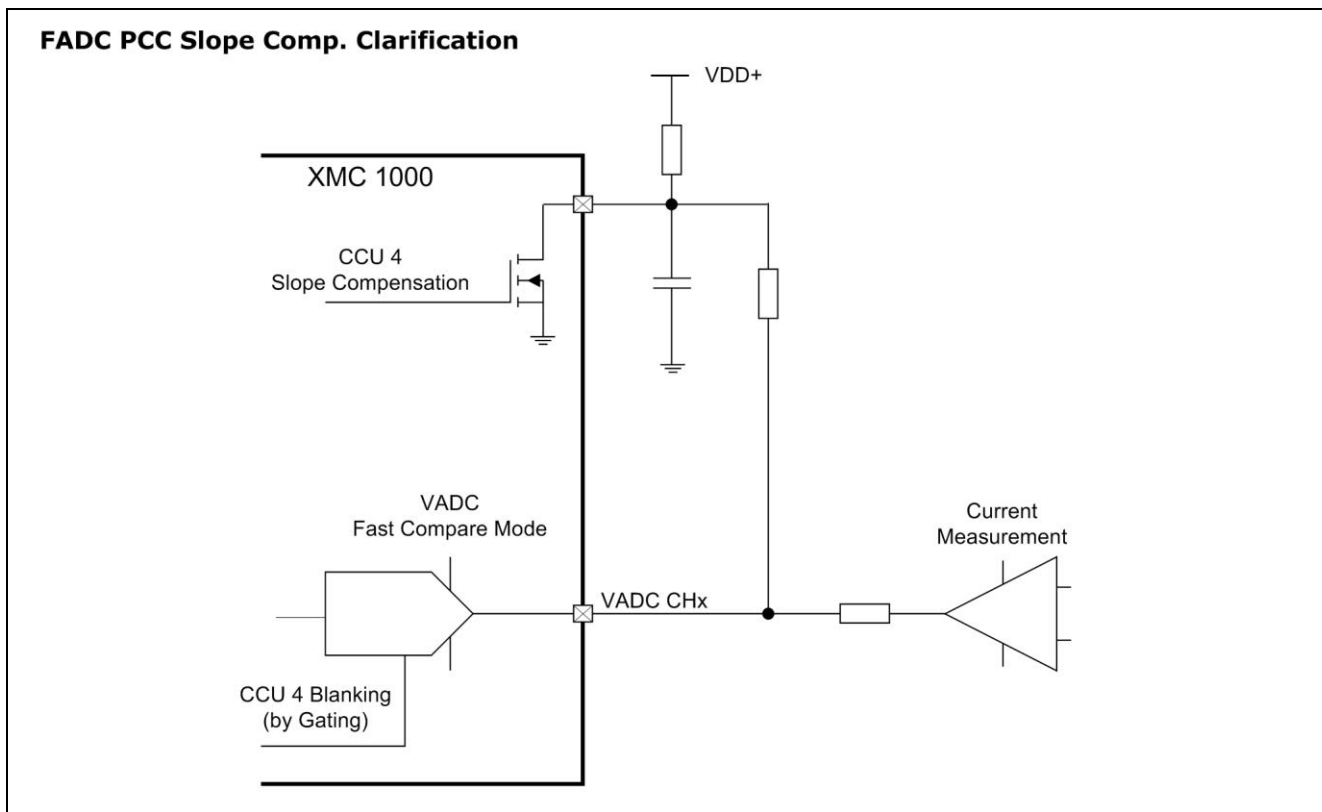 FADC PCC Slope Comp. Clarification
VDD+
XMC 1000
CCU 4
Slope Compensation
VADC
Fast Compare Mode
Current
Measurement
VADC CHx
CCU 4 Blanking
(by Gating)